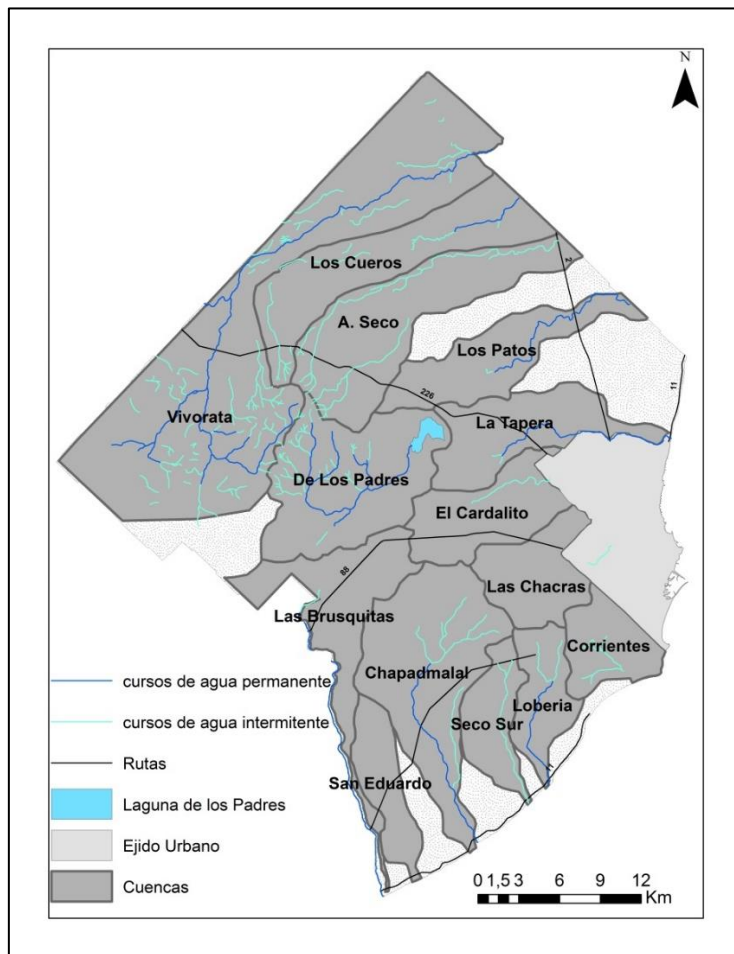 N
Los Cueros
2
A. Seco
Los Patos
11
226
Vivorata
La Tapera
De Los Padres
El Cardalito
88
Las Chacras
Las Brusquitas
Corrientes
Chapadmalal
Loberia
Seco Sur
11
San Eduardo
cursos de agua permanente
cursos de agua intermitente
Rutas
Laguna de los Padres
Ejido Urbano
Cuencas
0 1,5 3 6 9 12
Km